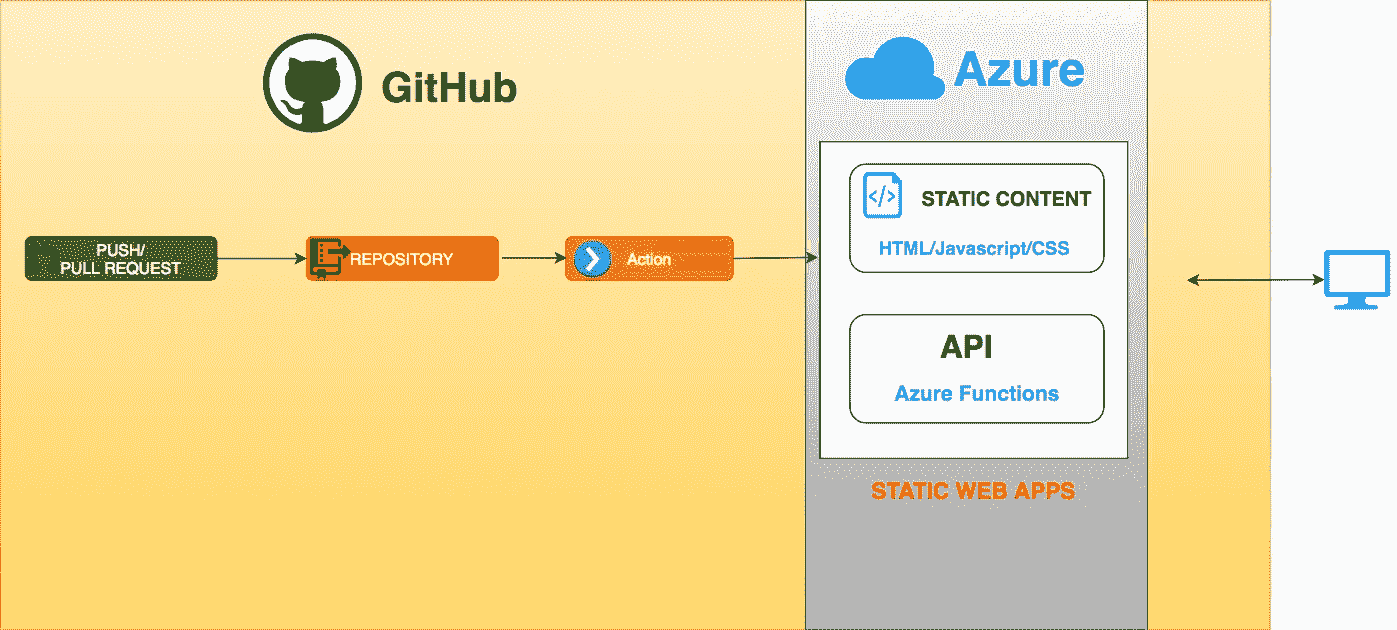 GitHub
Azure
STATIC CONTENT
HTML/Javascript/CSS
PUSH/
PULL REQUEST
REPOSITORY
Action
API
Azure Functions
STATIC WEB APPS